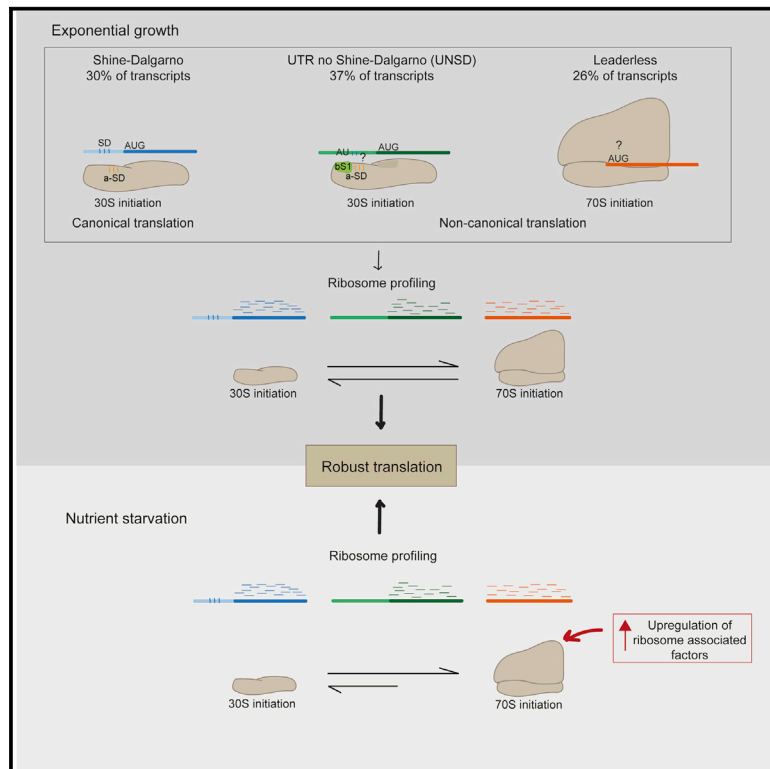 Exponential growth
Shine-Dalgarno
30% of transcripts
UTR no Shine-Dalgarno (UNSD)
37% of transcripts
Leaderless
26% of transcripts
SD
AUG
a-SD
30S initiation
AU
?
AUG
bS1
a-SD
30S initiation
?
AUG
70S initiation
Canonical translation
Non-canonical translation
Ribosome profiling
30S initiation
70S initiation
Robust translation
Nutrient starvation
Ribosome profiling
Upregulation of
ribosome associated
factors
30S initiation
70S initiation